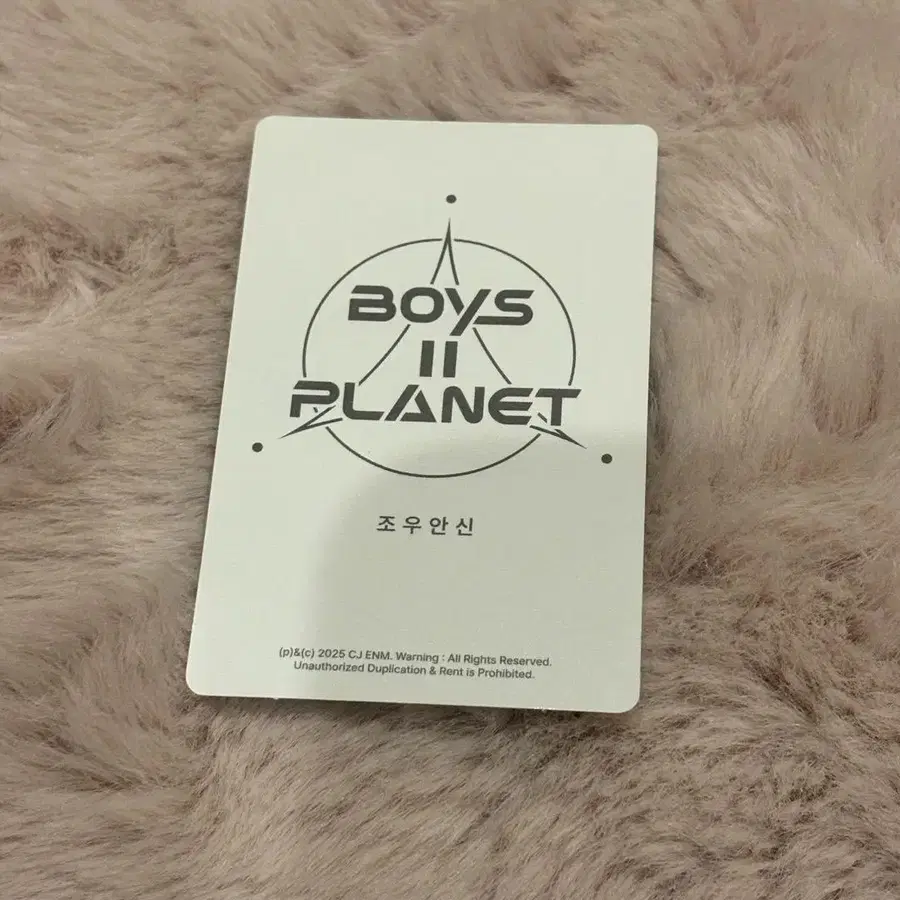 BOYS
II
PLANET
조우안신
(p)&(c) 2025 CJ ENM. Warning : All Rights Reserved.
Unauthorized Duplication & Rent is Prohibited.